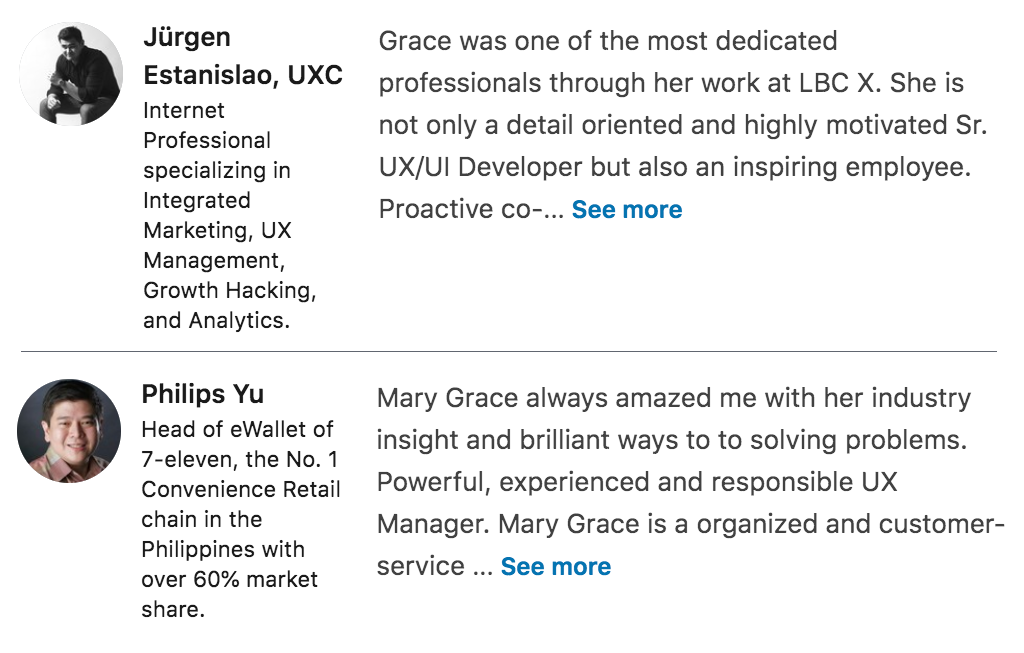 Jürgen
Estanislao, UXC
Internet
Professional
specializing in
Integrated
Marketing, UX
Management,
Growth Hacking,
and Analytics.
Grace was one of the most dedicated
professionals through her work at LBC X. She is
not only a detail oriented and highly motivated Sr.
UX/UI Developer but also an inspiring employee.
Proactive co-... See more
Philips Yu
Head of eWallet of
7-eleven, the No. 1
Convenience Retail
chain in the
Philippines with
over 60% market
share.
Mary Grace always amazed me with her industry
insight and brilliant ways to to solving problems.
Powerful, experienced and responsible UX
Manager. Mary Grace is a organized and customer-
service ... See more